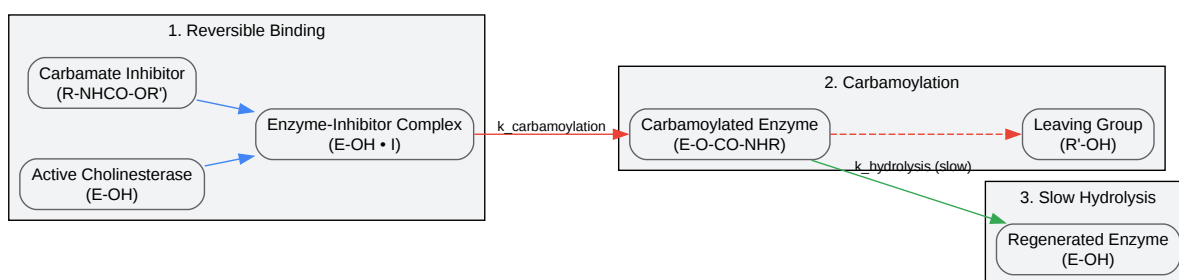 1. Reversible Binding
Carbamate Inhibitor
(R-NHCO-OR')
Active Cholinesterase
(E-OH)
Enzyme-Inhibitor Complex
(E-OH • I)
k_carbamoylation
2. Carbamoylation
Carbamoylated Enzyme
(E-O-CO-NHR)
Leaving Group
(R'-OH)
k_hydrolysis (slow)
3. Slow Hydrolysis
Regenerated Enzyme
(E-OH)